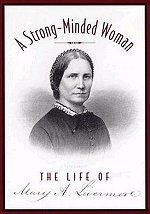 A Strong-Minded Woman
THE LIFE OF
Mary A. Livermore